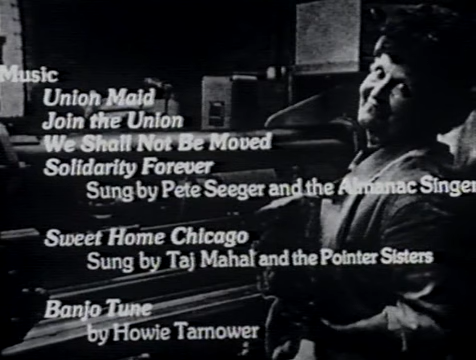 Music
Union Maid
Join the Union
We Shall Not Be Moved
Solidarity Forever
Sung by Pete Seeger and the Almanac Singer
Sweet Home Chicago
Sung by Taj Mahal and the Pointer Sisters
Banjo Tune
by Howie Tarnower